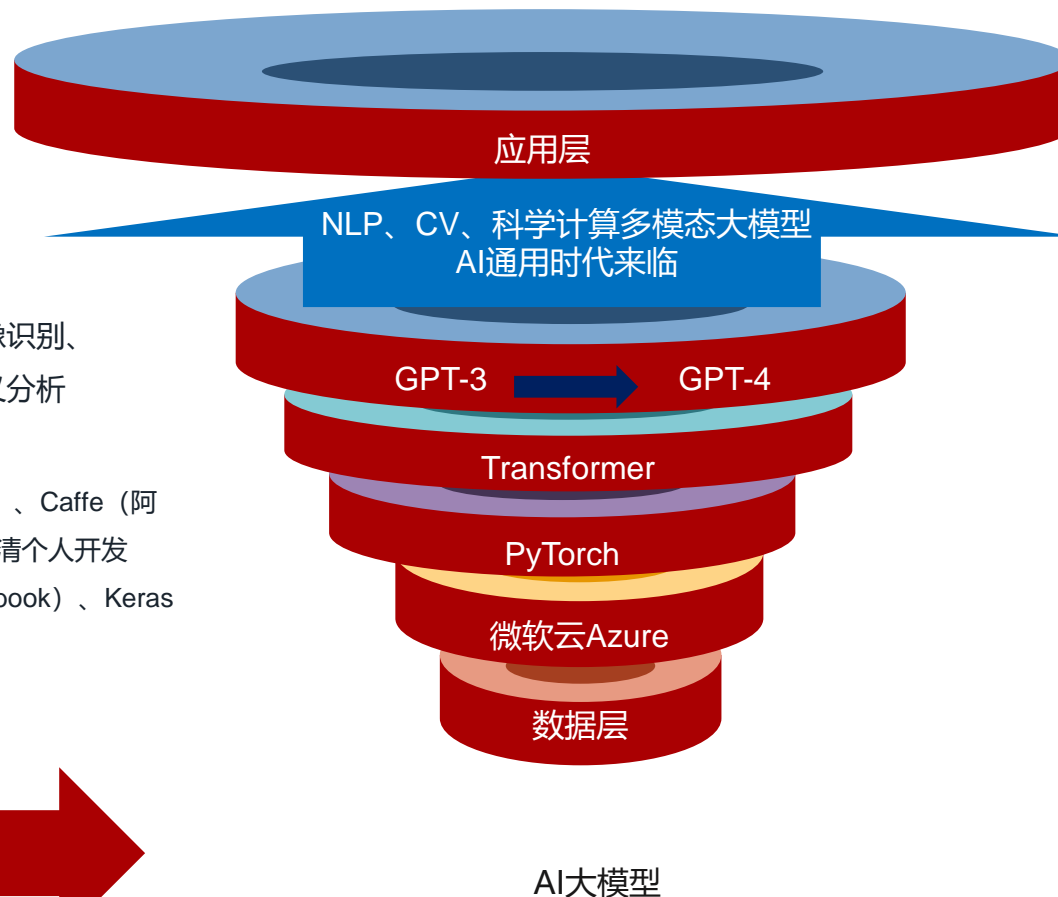 应用层
NLP、CV、科学计算多模态大模型
AI通用时代来临
识别、
分析
GPT-3 GPT-4
Transformer
、Caffe（阿
清个人开发
book）、Keras
PyTorch
微软云Azure
数据层
AI大模型